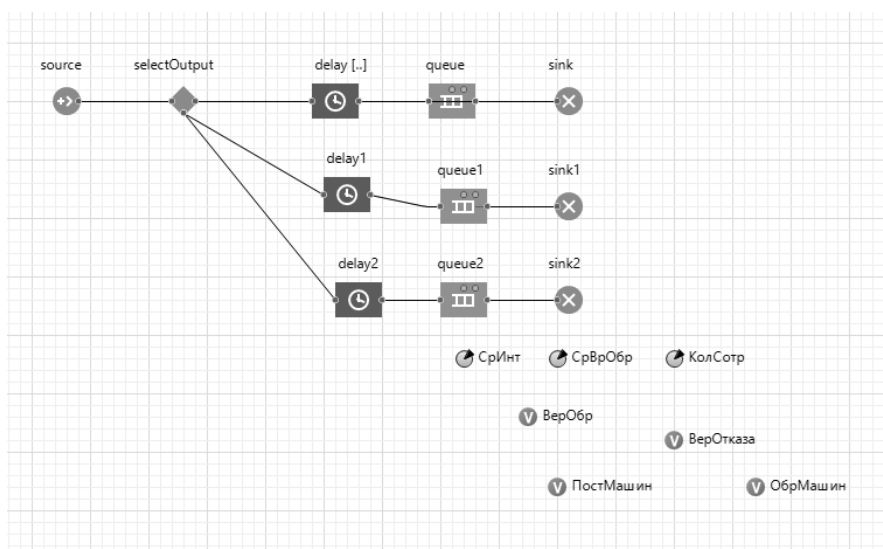 source selectOutput delay [..] queue sink
delay1 queue1 sink1
delay2 queue2 sink2
СрИнт СрВрОбр КолСотр
V ВерОбр
V ВерОтказа
V ПостМашин V ОбрМашин